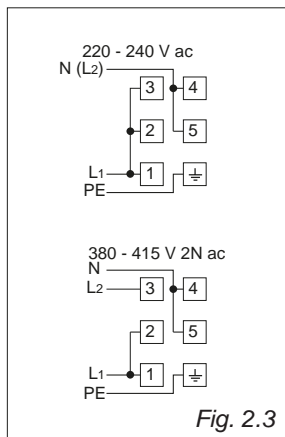 220 - 240 V ac
N (L2)
3 4
2 5
L1 1
PE
380 - 415 V 2N ac
N
L2 3 4
2 5
L1 1
PE
Fig. 2.3